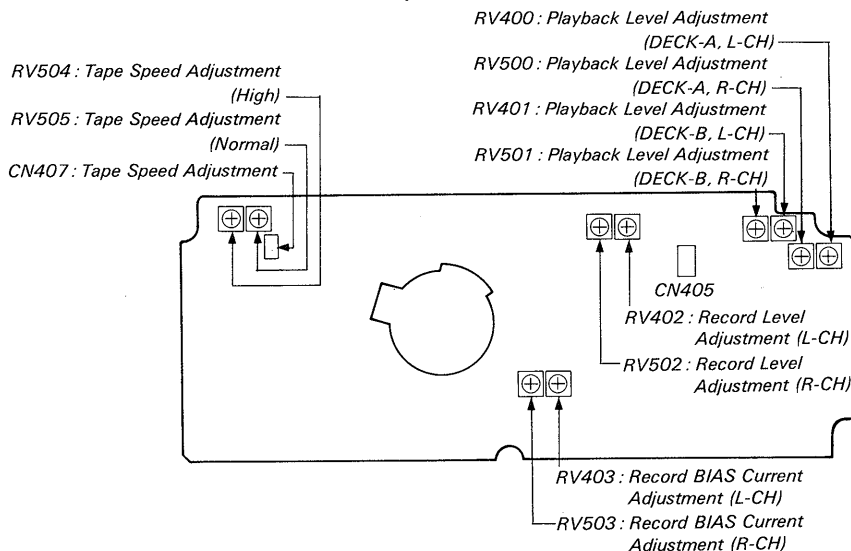 RV400 : Playback Level Adjustment
(DECK-A, L-CH)
RV500 : Playback Level Adjustment
(DECK-A, R-CH)
RV401 : Playback Level Adjustment
(DECK-B, L-CH)
RV501 : Playback Level Adjustment
(DECK-B, R-CH)
RV504 : Tape Speed Adjustment
(High)
RV505 : Tape Speed Adjustment
(Normal)
CN407 : Tape Speed Adjustment
CN405
RV402 : Record Level
Adjustment (L-CH)
RV502 : Record Level
Adjustment (R-CH)
RV403 : Record BIAS Current
Adjustment (L-CH)
RV503 : Record BIAS Current
Adjustment (R-CH)